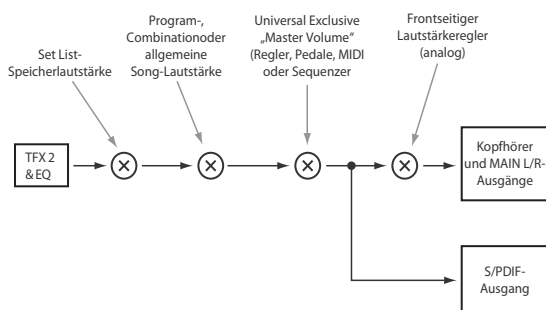 Set List-
Speicherlautstärke
Program-,
Combinationoder
allgemeine
Song-Lautstärke
Universal Exclusive
„Master Volume“
(Regler, Pedale, MIDI
oder Sequenzer
Frontseitiger
Lautstärkeregler
(analog)
TFX 2
& EQ
Kopfhörer
und MAIN L/R-
Ausgänge
S/PDIF-
Ausgang